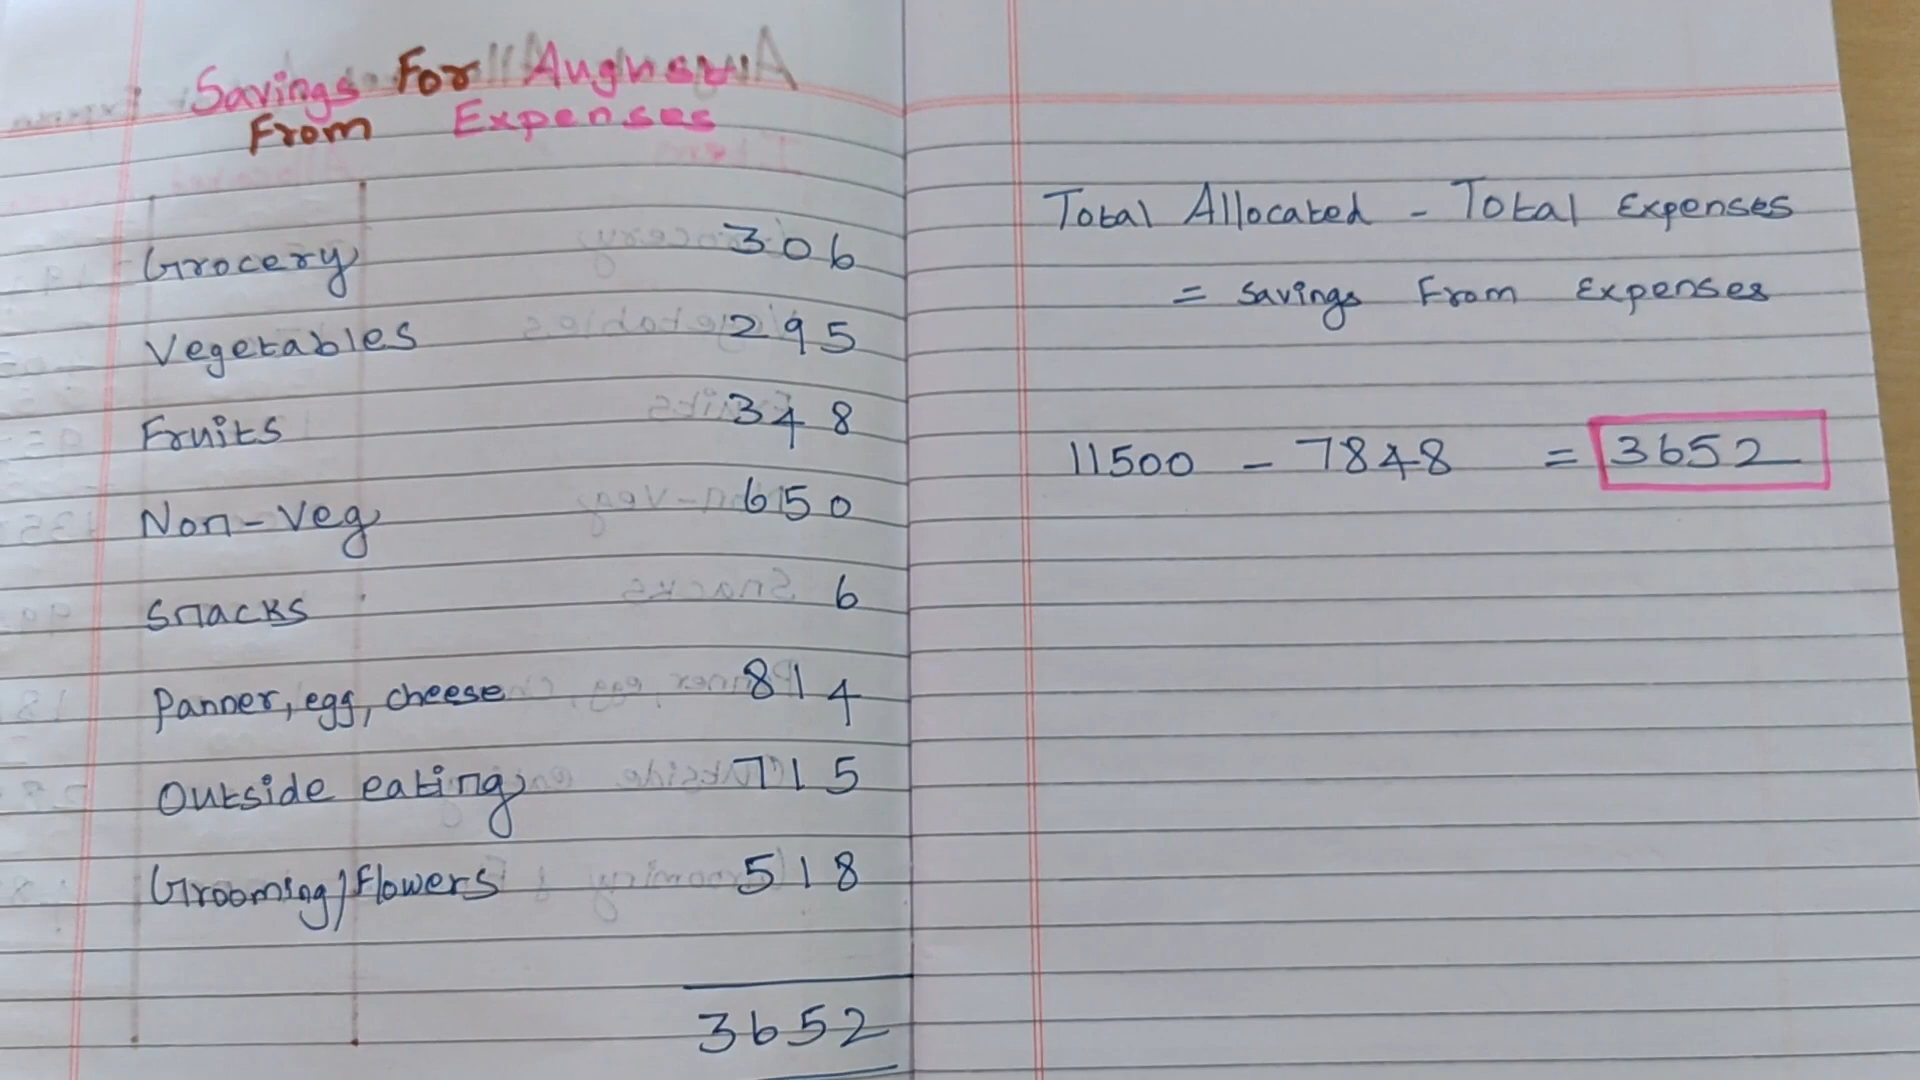 Savings For August
From Expenses
Grocery 306
Vegetables 295
Fruits 348
Non-Veg 650
Snacks 6
Panner, egg, cheese 814
Outside eating 715
Grooming/Flowers 518
3652
Total Allocated - Total Expenses
= Savings From Expenses
11500 - 7848 = 3652